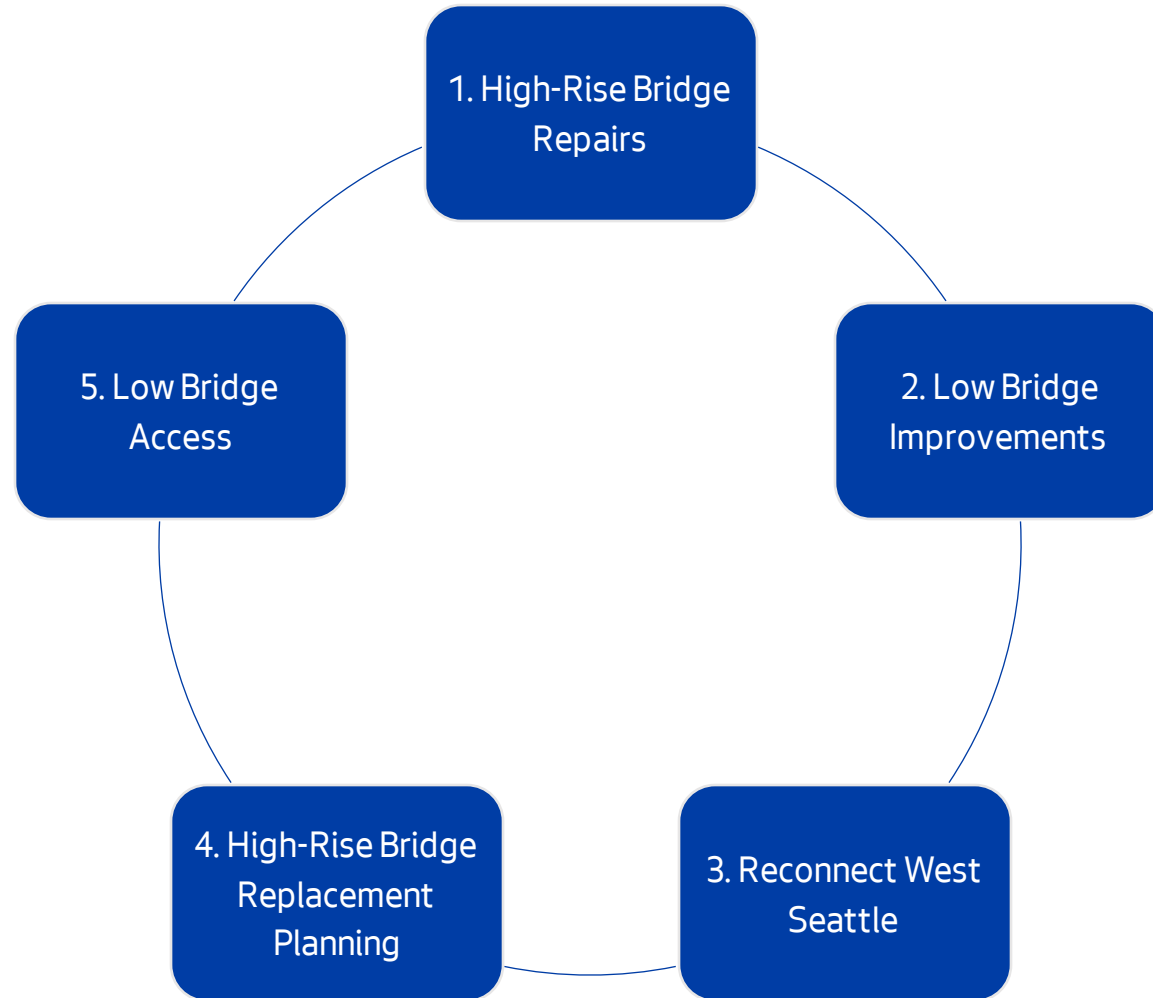 1. High-Rise Bridge
Repairs
2. Low Bridge
Improvements
3. Reconnect West
Seattle
4. High-Rise Bridge
Replacement
Planning
5. Low Bridge
Access